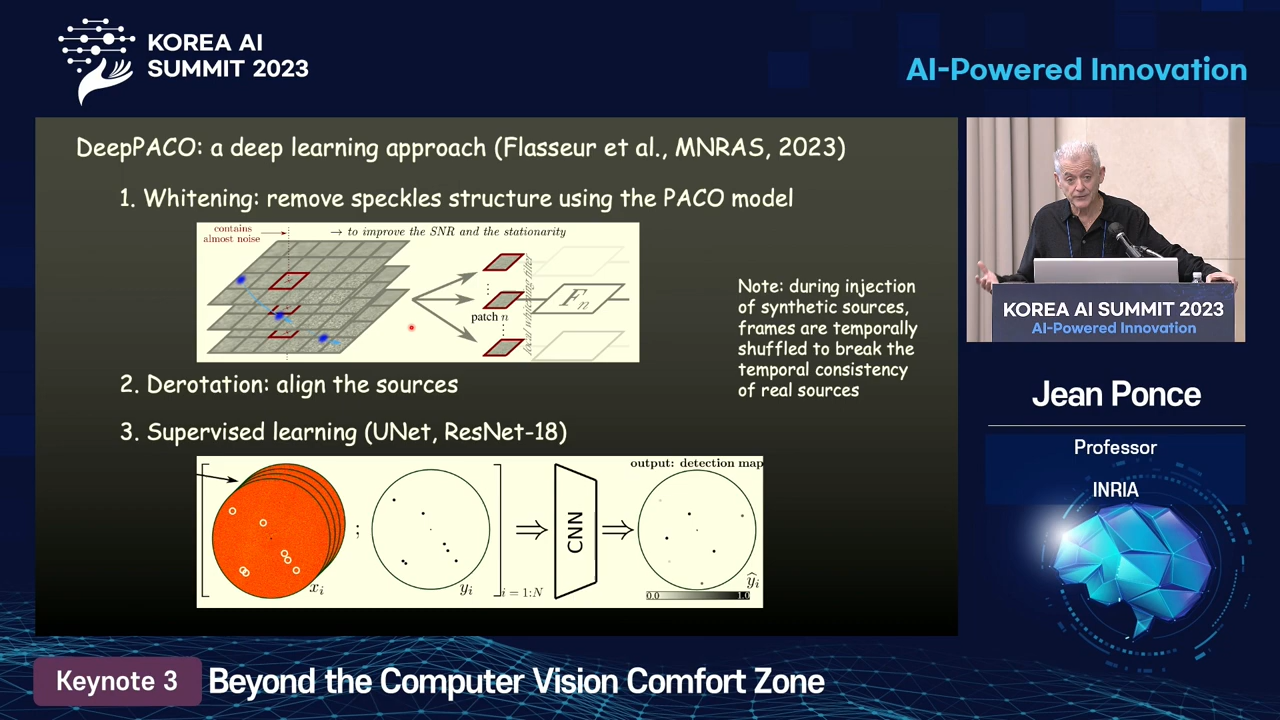 KOREA AI
SUMMIT 2023
AI-Powered Innovation
DeepPACO: a deep learning approach (Flasseur et al., MNRAS, 2023)
1. Whitening: remove speckles structure using the PACO model
contains
almost noise
→ to improve the SNR and the stationarity
patch n
local whitening filter
Fn
Note: during injection
of synthetic sources,
frames are temporally
shuffled to break the
temporal consistency
of real sources
2. Derotation: align the sources
3. Supervised learning (UNet, ResNet-18)
xi
;
yi
i = 1:N
⇒
CNN
⇒
output: detection map
ŷi
0.0
1.0
KOREA AI SUMMIT 2023
AI-Powered Innovation
Jean Ponce
Professor
INRIA
Keynote 3
Beyond the Computer Vision Comfort Zone